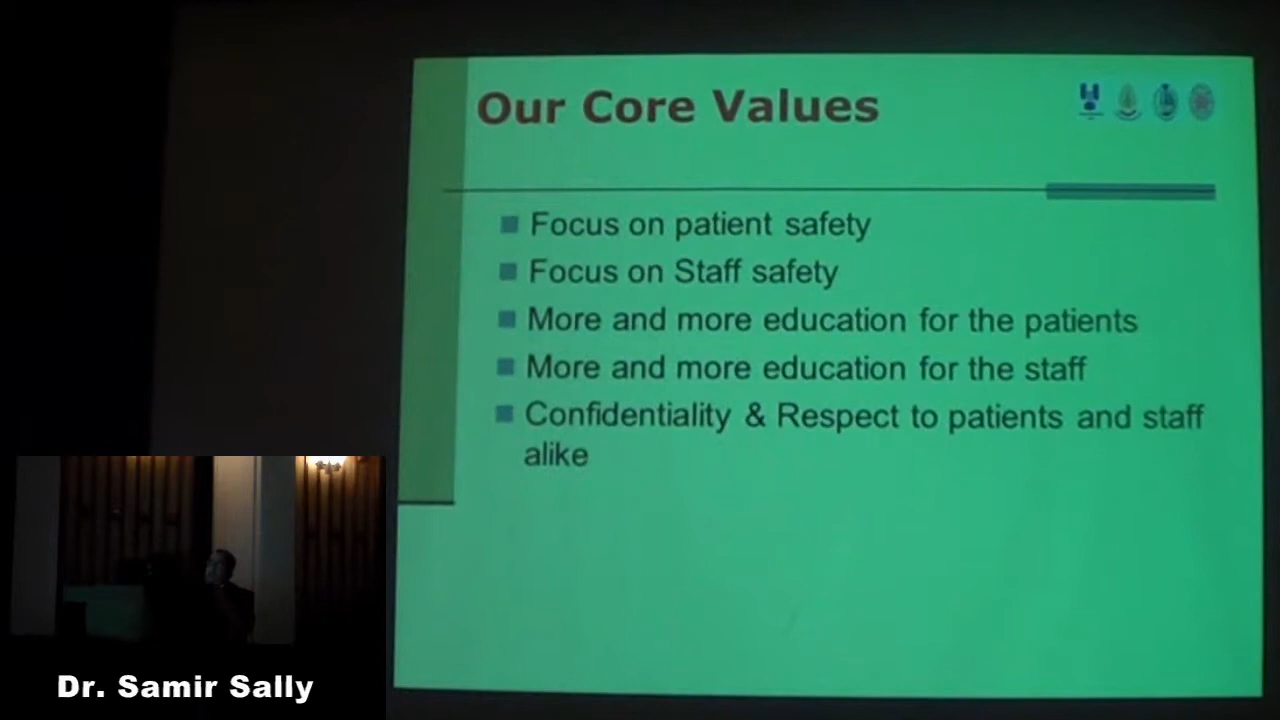 Our Core Values
Focus on patient safety
Focus on Staff safety
More and more education for the patients
More and more education for the staff
Confidentiality & Respect to patients and staff
alike
Dr. Samir Sally